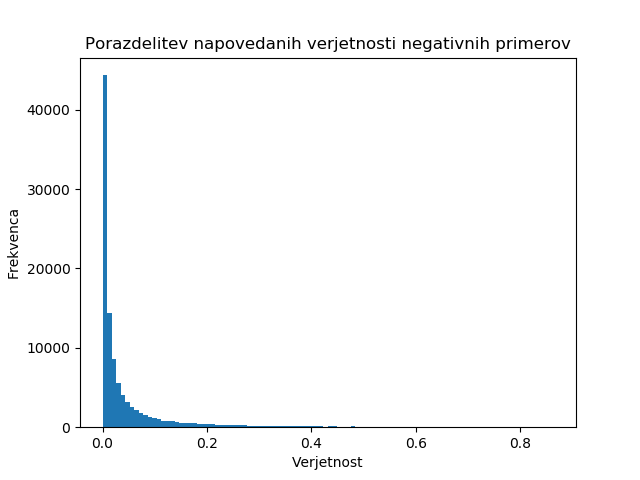 Porazdelitev napovedanih verjetnosti negativnih primerov
40000
30000
20000
10000
0
Frekvenca
0.0 0.2 0.4 0.6 0.8
Verjetnost